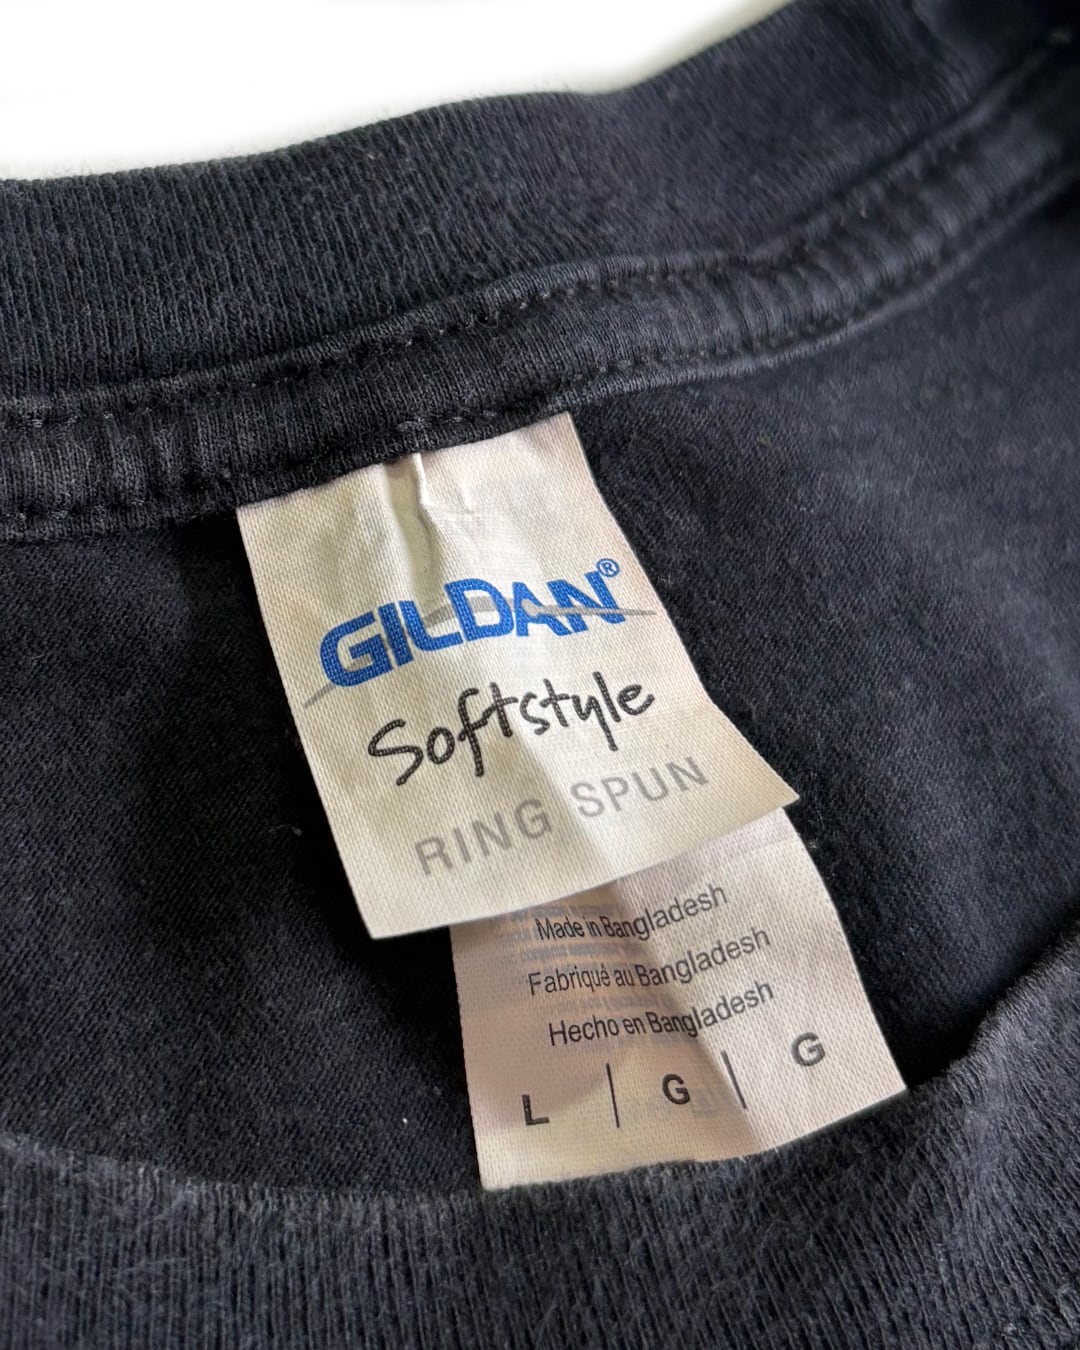 GILDAN®
Softstyle
RING SPUN
Made in Bangladesh
Fabriqué au Bangladesh
Hecho en Bangladesh
L | G | G